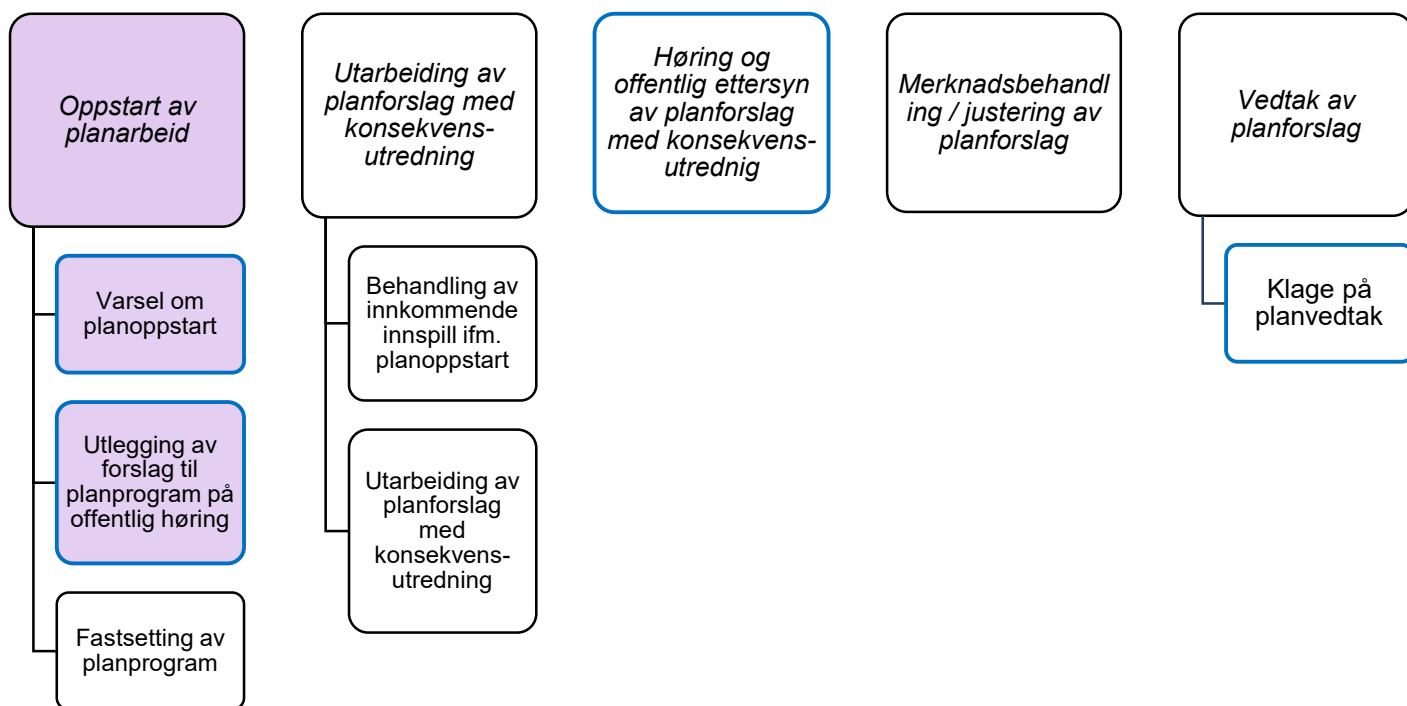 Oppstart av
planarbeid
Varsel om
planoppstart
Utlegging av
forslag til
planprogram på
offentlig høring
Fastsetting av
planprogram
Utarbeiding av
planforslag med
konsekvens-
utredning
Behandling av
innkommende
innspill ifm.
planoppstart
Utarbeiding av
planforslag
med
konsekvens-
utredning
Høring og
offentlig ettersyn
av planforslag
med konsekvens-
utrednig
Merknadsbehandl
ing / justering av
planforslag
Vedtak av
planforslag
Klage på
planvedtak